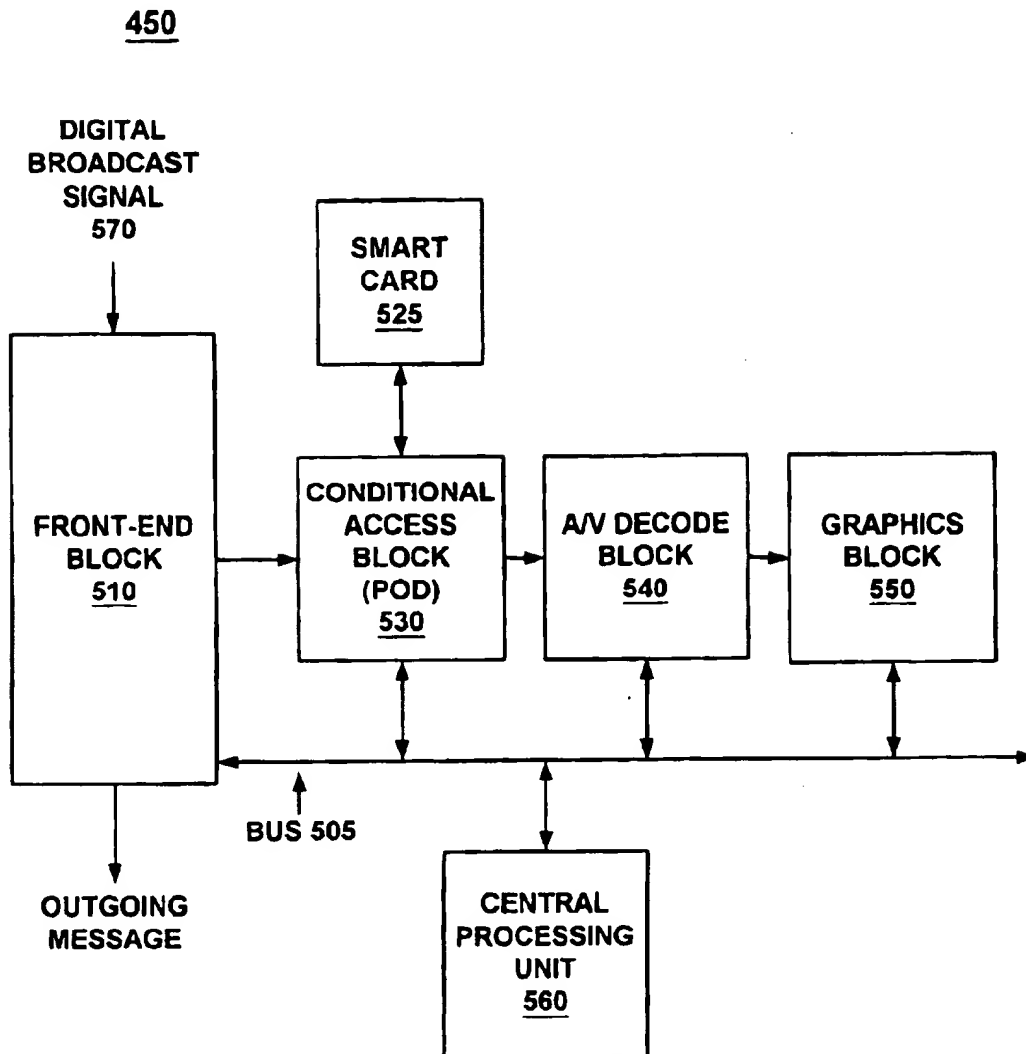 450
DIGITAL
BROADCAST
SIGNAL
570
SMART
CARD
525
FRONT-END
BLOCK
510
CONDITIONAL
ACCESS
BLOCK
(POD)
530
A/V DECODE
BLOCK
540
GRAPHICS
BLOCK
550
BUS 505
OUTGOING
MESSAGE
CENTRAL
PROCESSING
UNIT
560